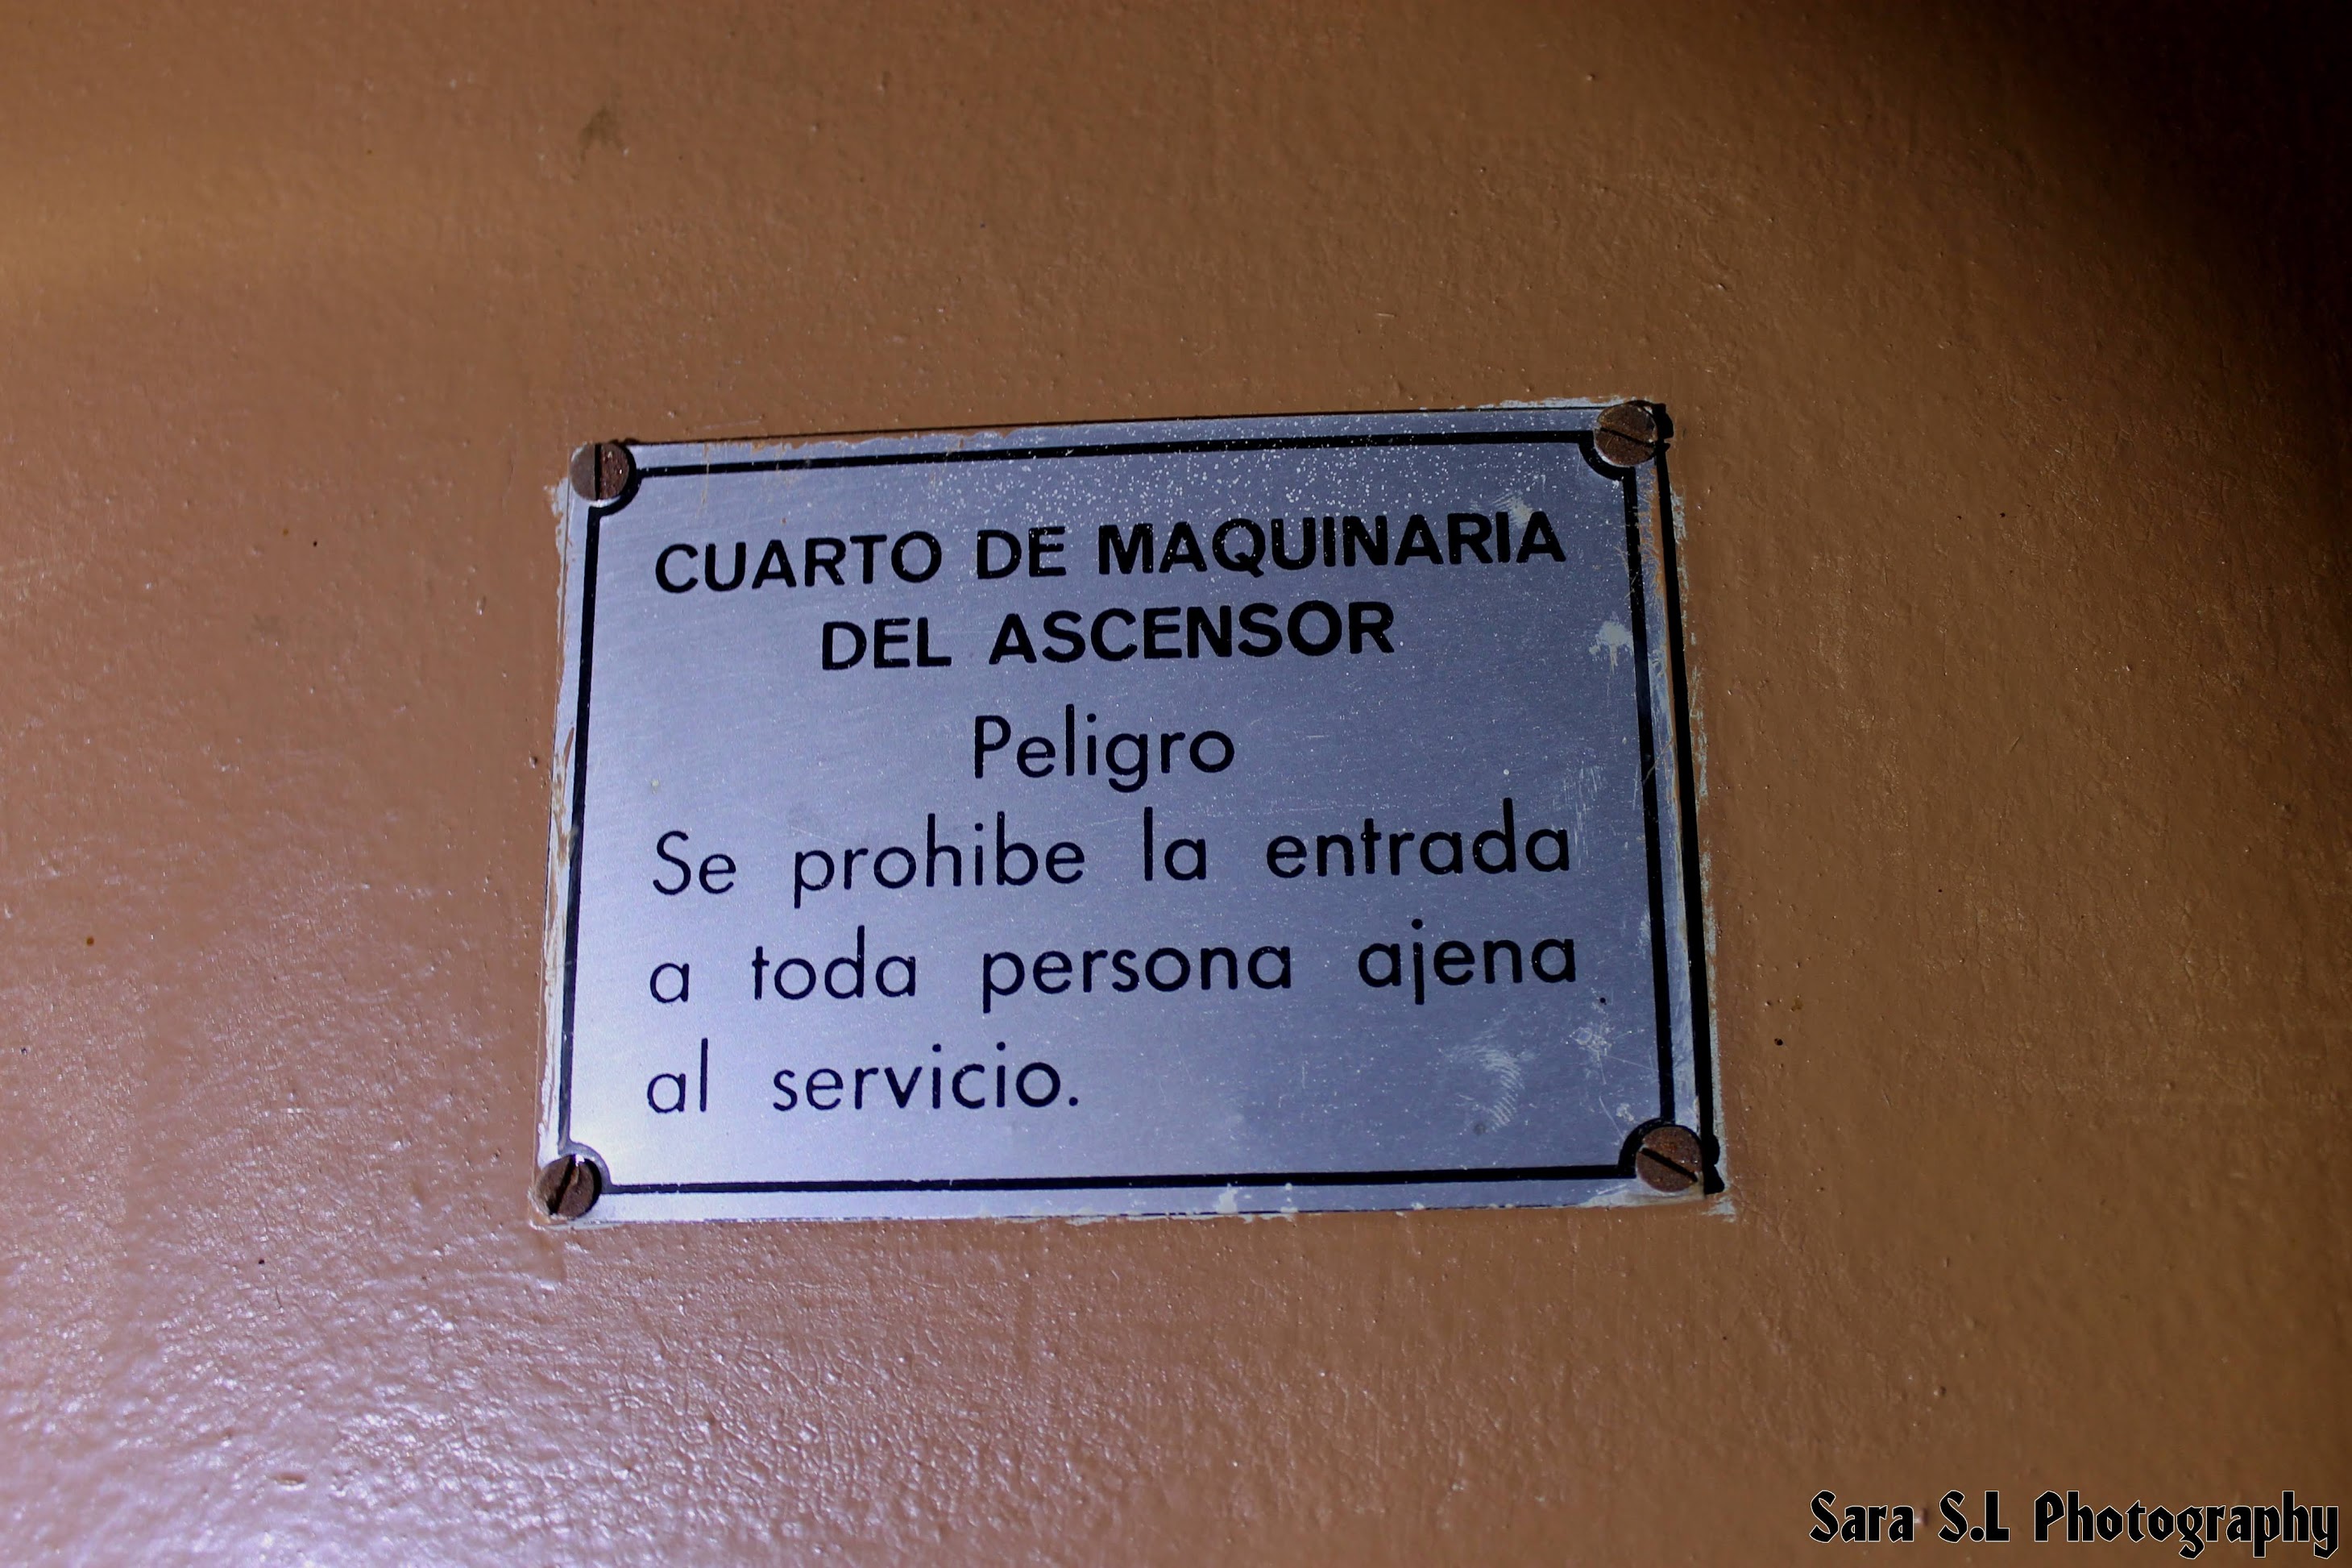 CUARTO DE MAQUINARIA
DEL ASCENSOR
Peligro
Se prohibe la entrada
a toda persona ajena
al servicio.
Sara S.L Photography